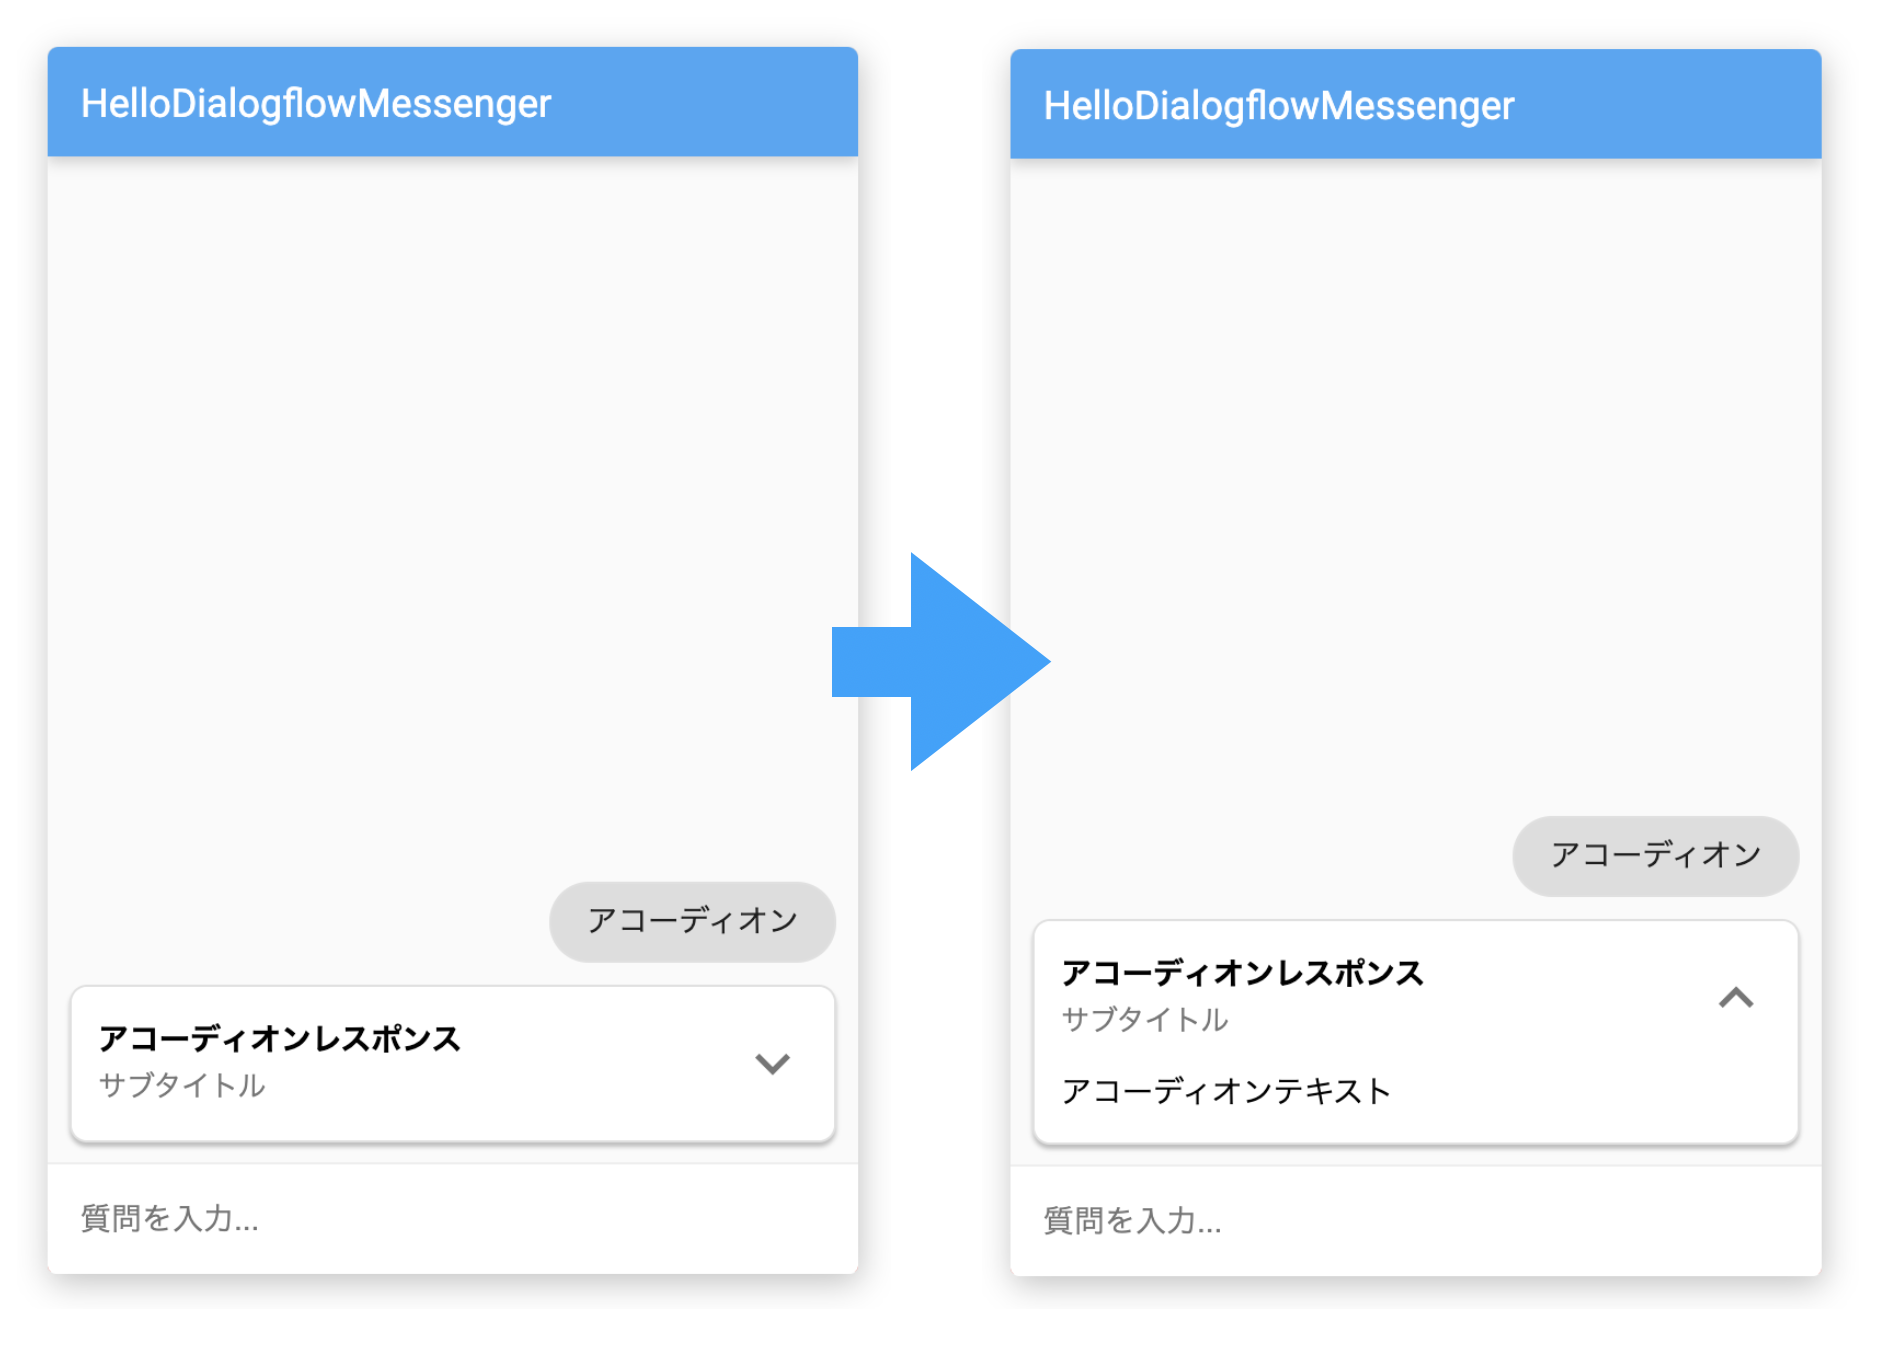 HelloDialogflowMessenger
アコーディオン
アコーディオンレスポンス
サブタイトル
質問を入力...
HelloDialogflowMessenger
アコーディオン
アコーディオンレスポンス
サブタイトル
アコーディオンテキスト
質問を入力...